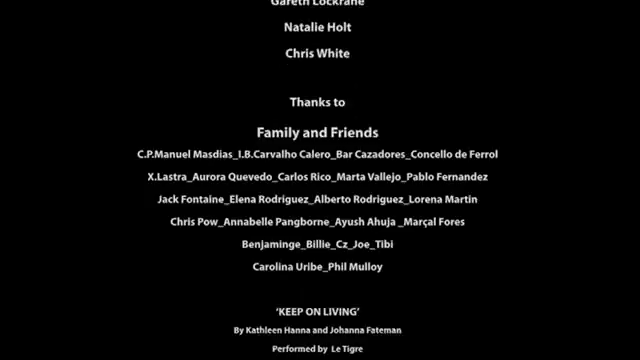 Gareth Lockrane
Natalie Holt
Chris White
Thanks to
Family and Friends
C.P.Manuel Masdias_I.B.Carvalho Calero_Bar Cazadores_Concello de Ferrol
X.Lastra_Aurora Quevedo_Carlos Rico_Marta Vallejo_Pablo Fernandez
Jack Fontaine_Elena Rodriguez_Alberto Rodriguez_Lorena Martin
Chris Pow_Annabelle Pangborne_Ayush Ahuja _Marçal Fores
Benjaminge_Billie_Cz_Joe_Tibi
Carolina Uribe_Phil Mulloy
‘KEEP ON LIVING’
By Kathleen Hanna and Johanna Fateman
Performed by  Le Tigre